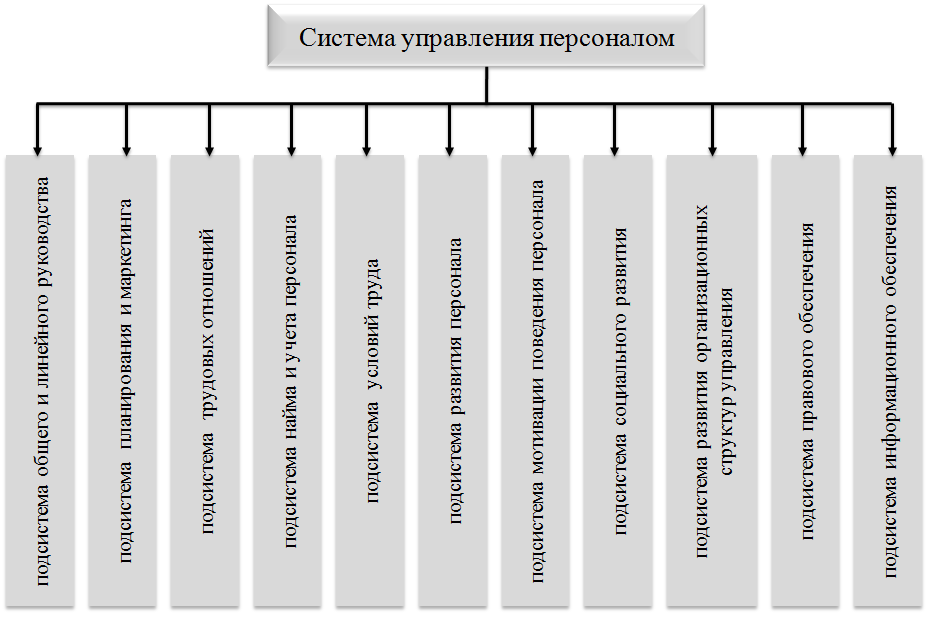 Система управления персоналом
подсистема общего и линейного руководства
подсистема планирования и маркетинга
подсистема трудовых отношений
подсистема найма и учета персонала
подсистема условий труда
подсистема развития персонала
подсистема мотивации поведения персонала
подсистема социального развития
подсистема развития организационных
структур управления
подсистема правового обеспечения
подсистема информационного обеспечения